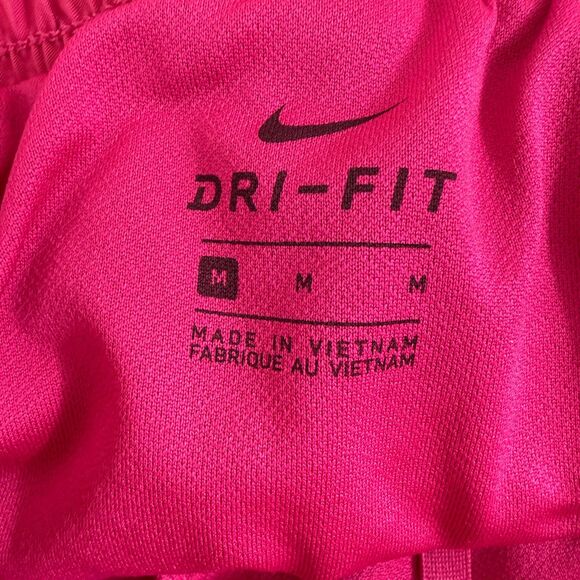 DRI-FIT
M M M
MADE IN VIETNAM
FABRIQUE AU VIETNAM